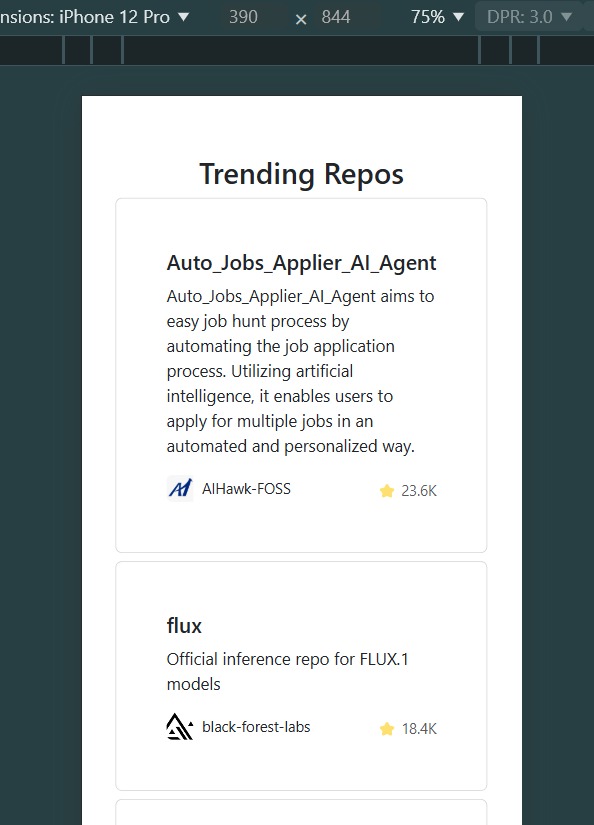 nsions: iPhone 12 Pro ▼ 390 × 844 75% ▼ DPR: 3.0 ▼
Trending Repos
Auto_Jobs_Applier_AI_Agent
Auto_Jobs_Applier_AI_Agent aims to
easy job hunt process by
automating the job application
process. Utilizing artificial
intelligence, it enables users to
apply for multiple jobs in an
automated and personalized way.
AIHawk-FOSS 23.6K
flux
Official inference repo for FLUX.1
models
black-forest-labs 18.4K